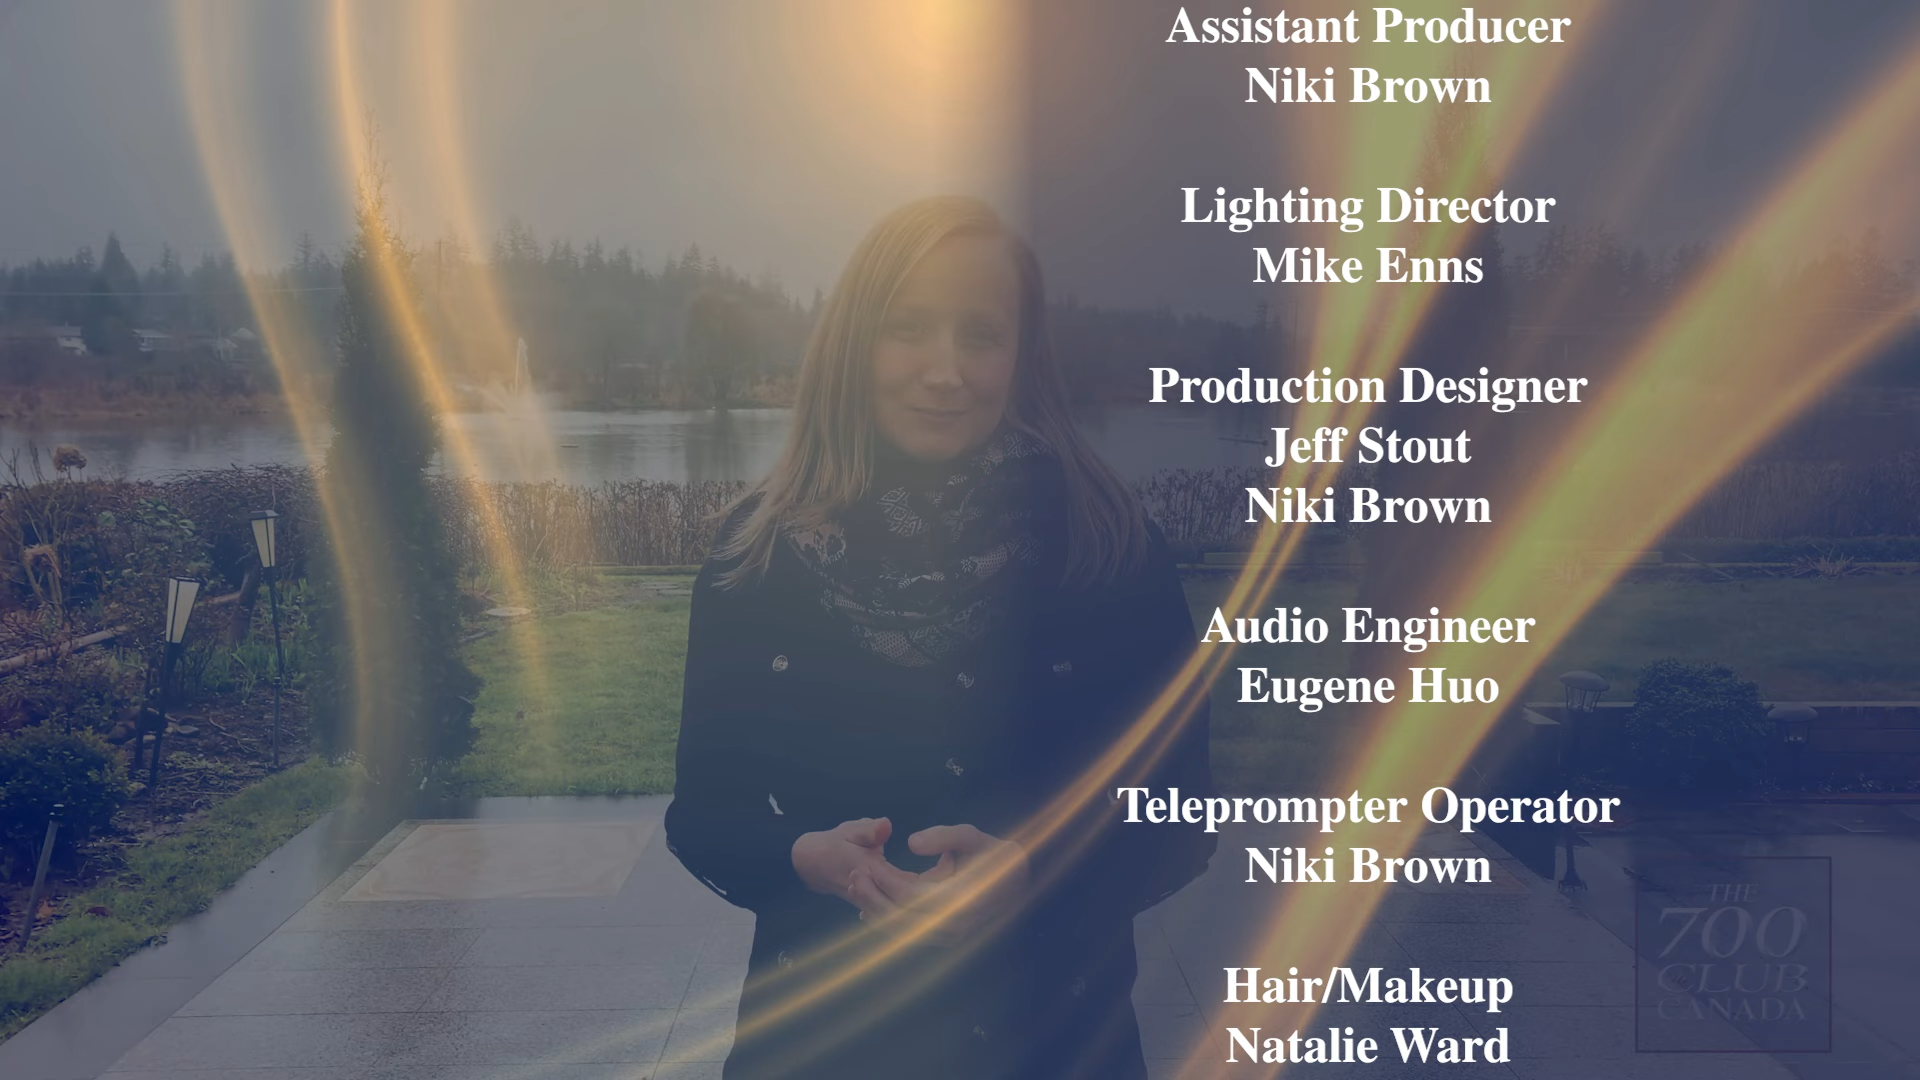 Assistant Producer
Niki Brown
Lighting Director
Mike Enns
Production Designer
Jeff Stout
Niki Brown
Audio Engineer
Eugene Huo
Teleprompter Operator
Niki Brown
Hair/Makeup
Natalie Ward
THE
700
CLUB
CANADA